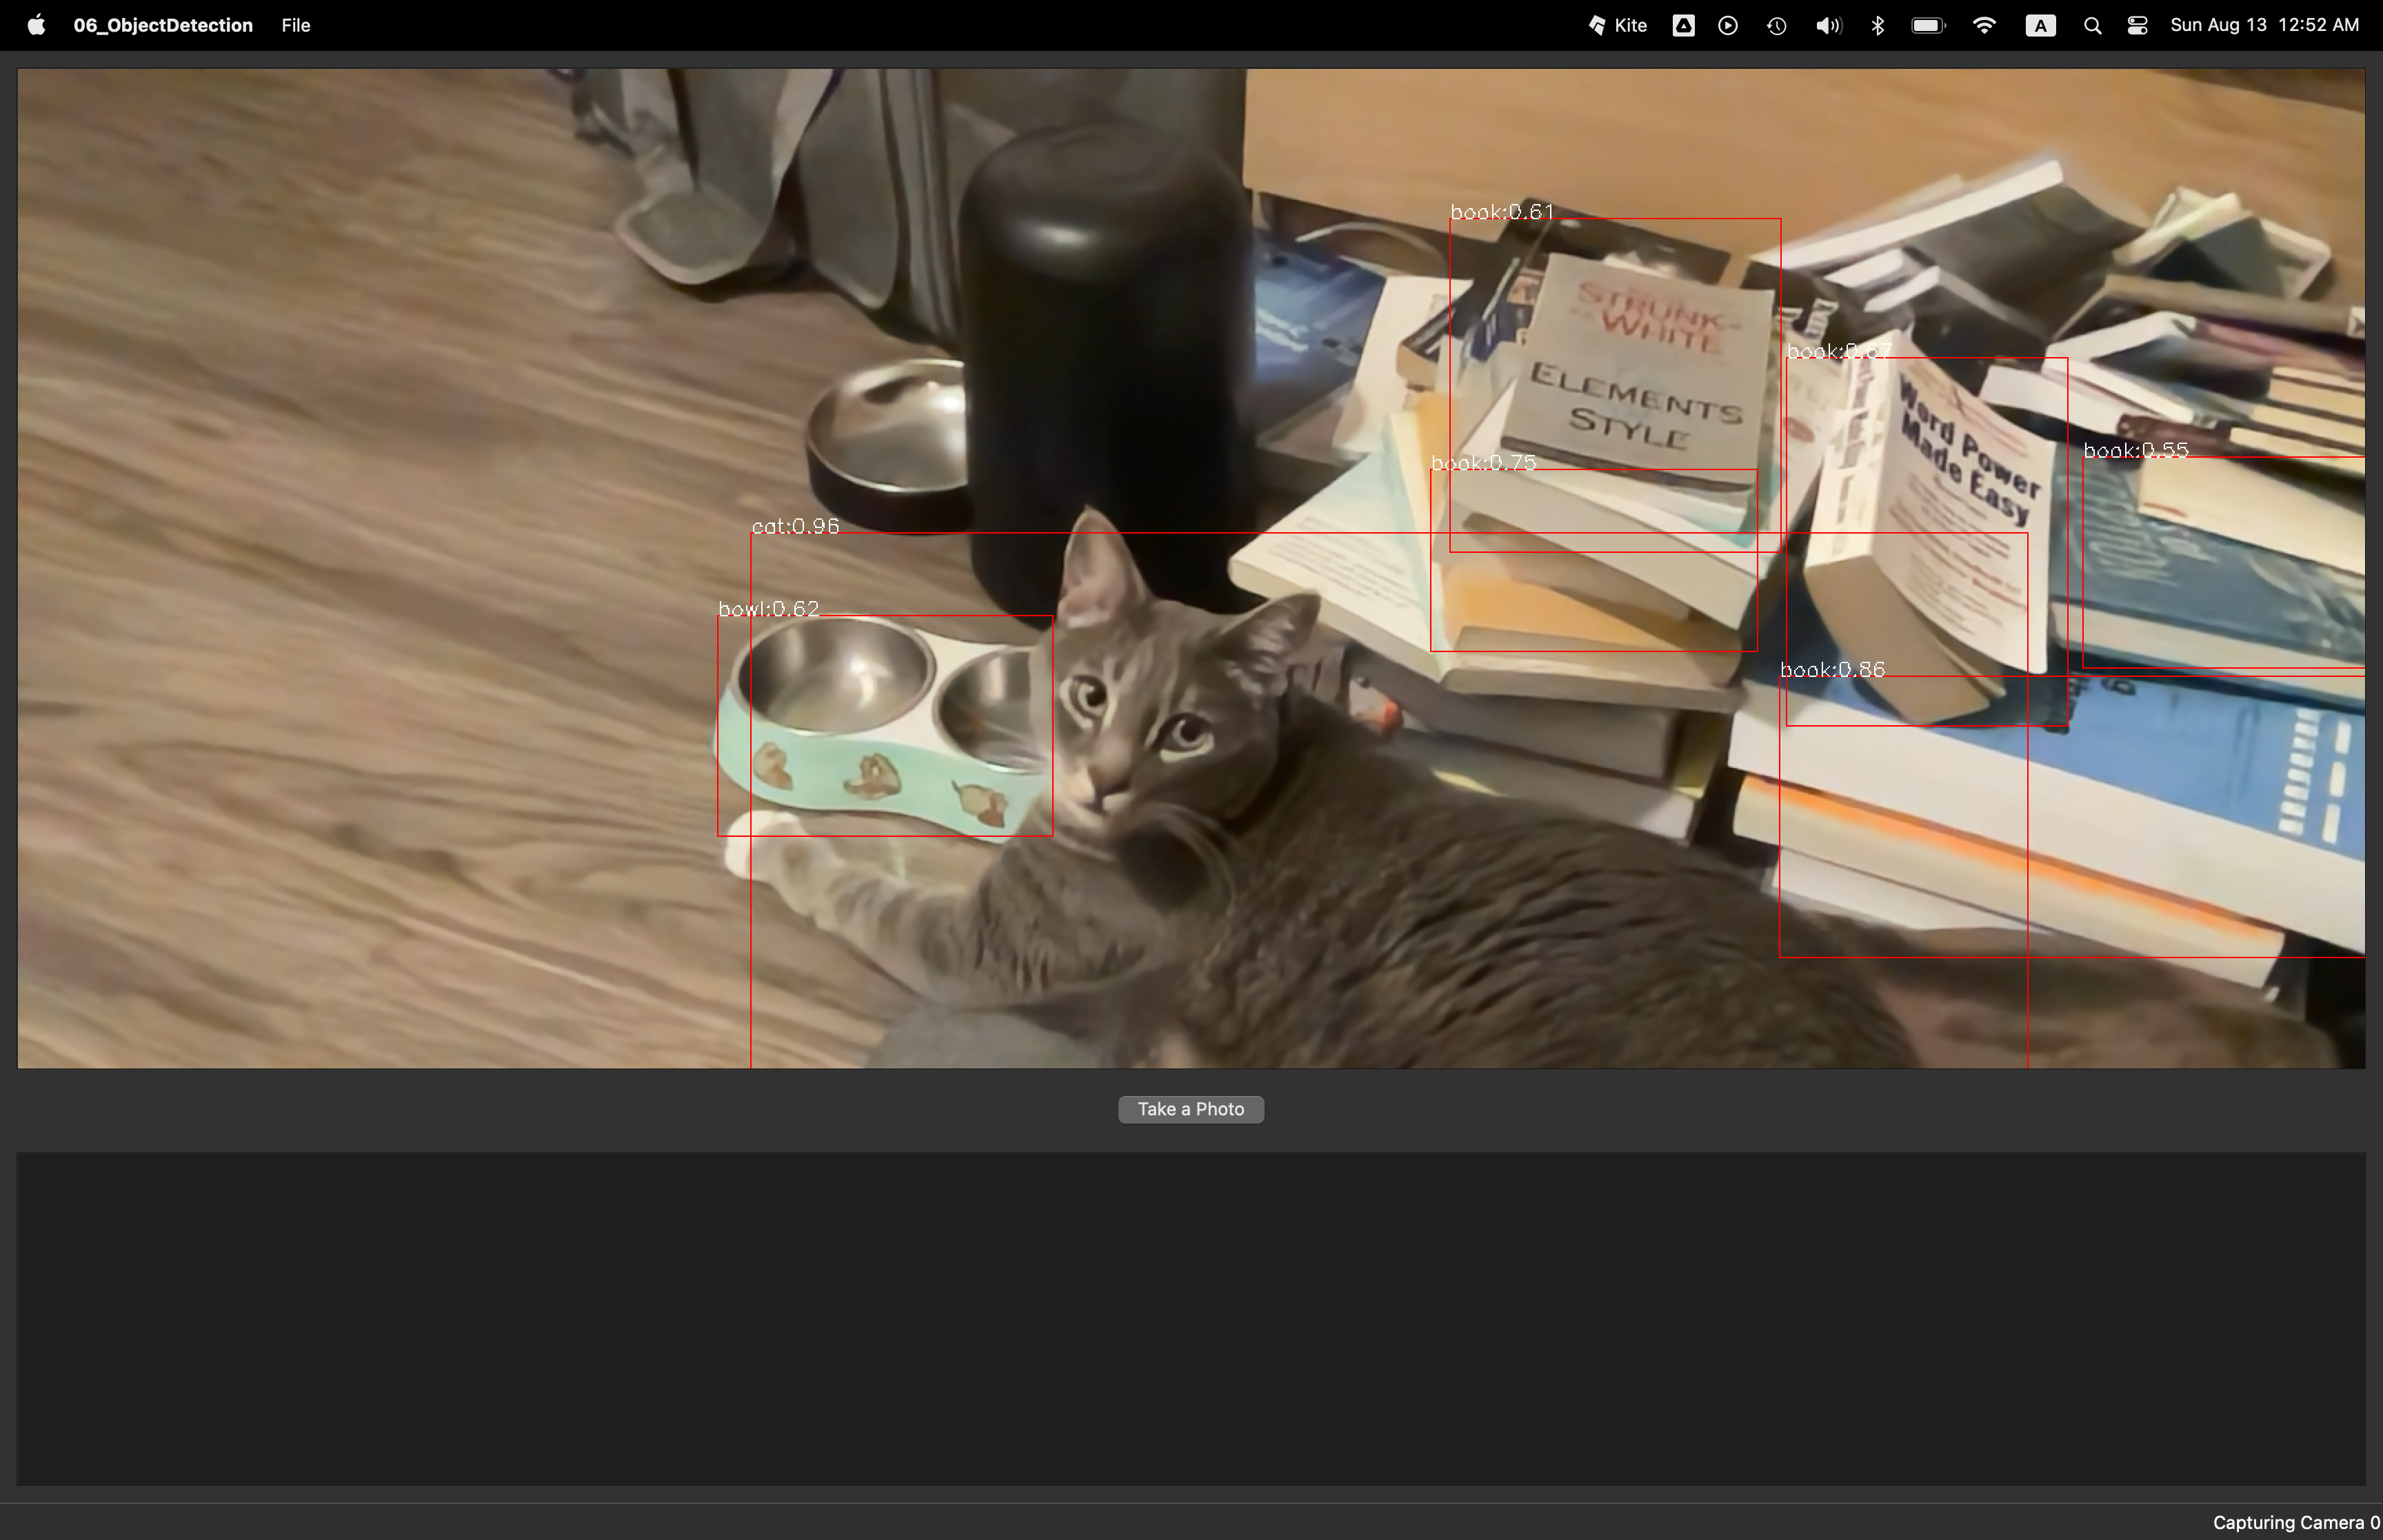 06_ObjectDetection File Kite A Sun Aug 13 12:52 AM
book:0.61
STRUNK
WHITE
ELEMENTS
STYLE
book:0.67
Word Power
Made Easy
book:0.55
book:0.75
cat:0.96
bowl:0.62
book:0.86
Take a Photo
Capturing Camera 0